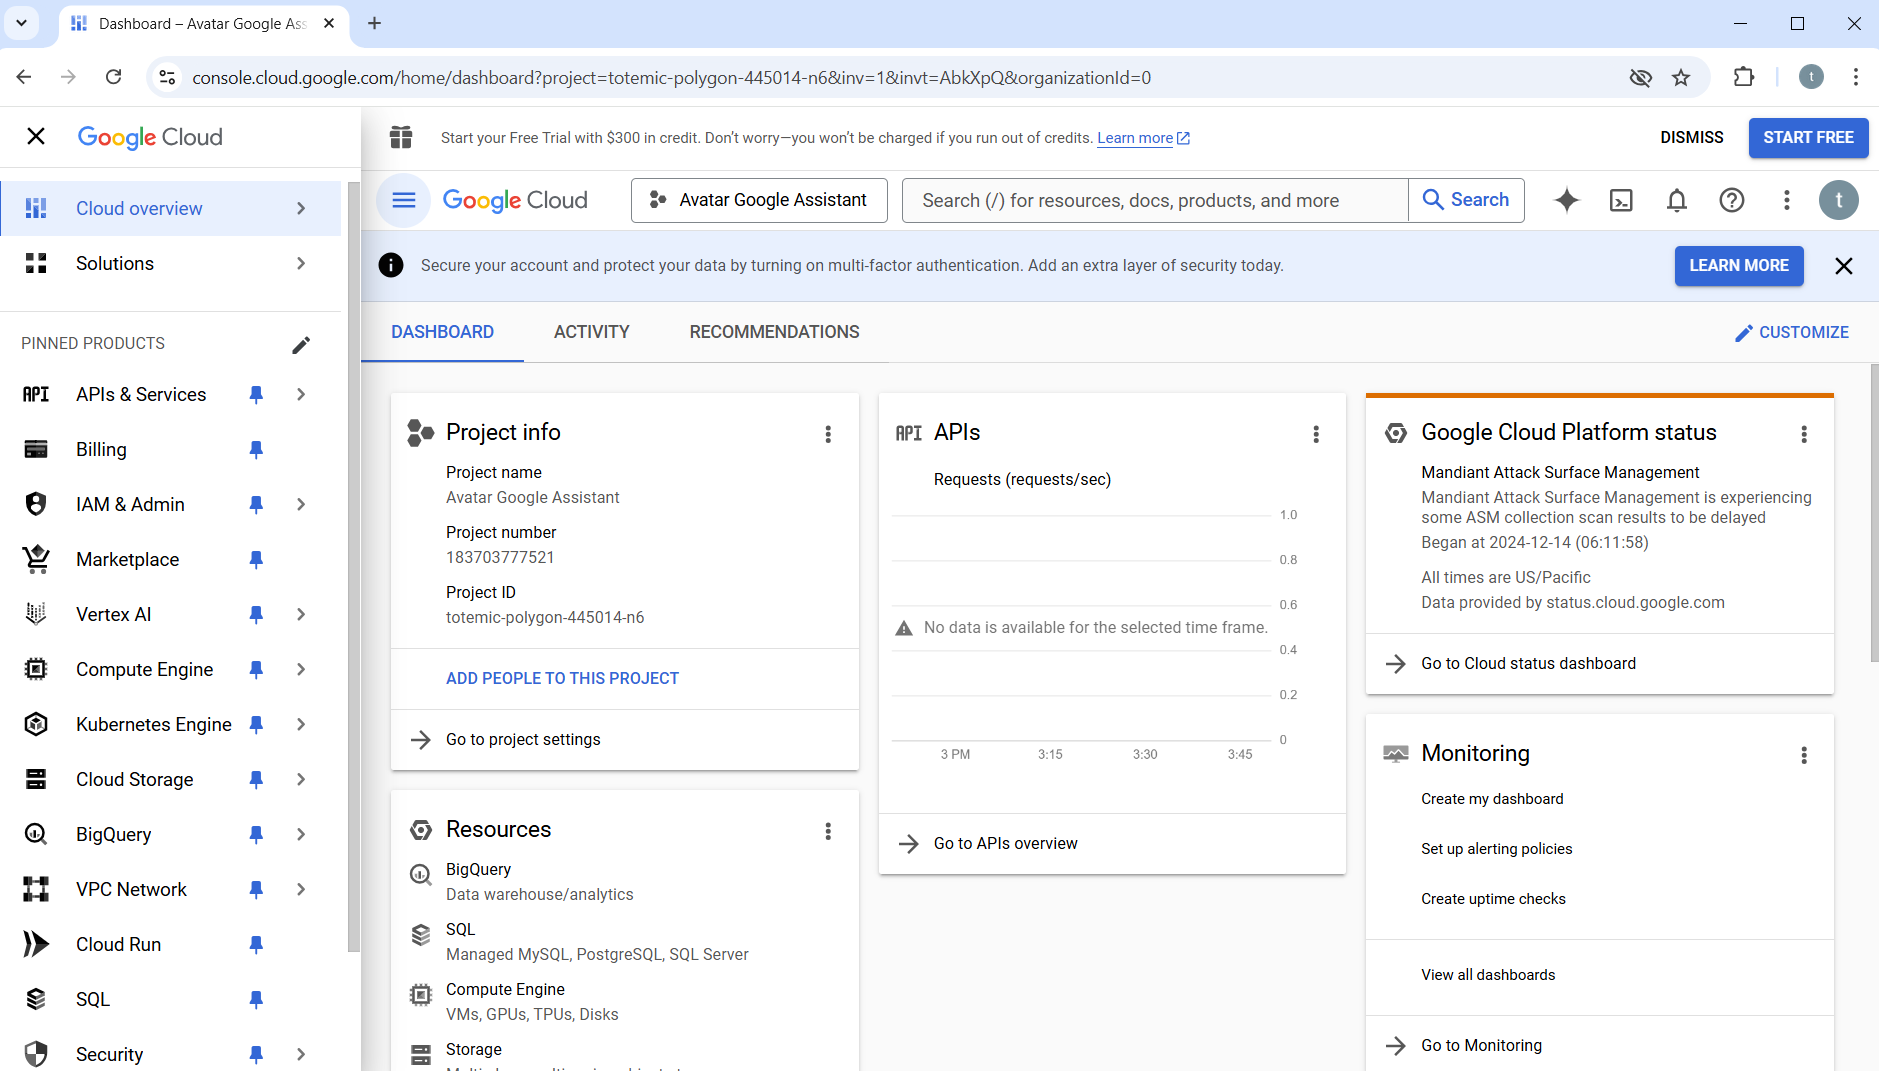 Dashboard – Avatar Google Ass
console.cloud.google.com/home/dashboard?project=totemic-polygon-445014-n6&inv=1&invt=AbkXpQ&organizationId=0
t
Google Cloud
Cloud overview
Solutions
PINNED PRODUCTS
APIs & Services
Billing
IAM & Admin
Marketplace
Vertex AI
Compute Engine
Kubernetes Engine
Cloud Storage
BigQuery
VPC Network
Cloud Run
SQL
Security
Start your Free Trial with $300 in credit. Don't worry—you won't be charged if you run out of credits. Learn more
DISMISS
START FREE
Google Cloud
Avatar Google Assistant
Search (/) for resources, docs, products, and more
Search
t
Secure your account and protect your data by turning on multi-factor authentication. Add an extra layer of security today.
LEARN MORE
DASHBOARD
ACTIVITY
RECOMMENDATIONS
CUSTOMIZE
Project info
Project name
Avatar Google Assistant
Project number
183703777521
Project ID
totemic-polygon-445014-n6
ADD PEOPLE TO THIS PROJECT
Go to project settings
Resources
BigQuery
Data warehouse/analytics
SQL
Managed MySQL, PostgreSQL, SQL Server
Compute Engine
VMs, GPUs, TPUs, Disks
Storage
API APIs
Requests (requests/sec)
1.0
0.8
0.6
No data is available for the selected time frame.
0.4
0.2
0
3 PM 3:15 3:30 3:45
Go to APIs overview
Google Cloud Platform status
Mandiant Attack Surface Management
Mandiant Attack Surface Management is experiencing
some ASM collection scan results to be delayed
Began at 2024-12-14 (06:11:58)
All times are US/Pacific
Data provided by status.cloud.google.com
Go to Cloud status dashboard
Monitoring
Create my dashboard
Set up alerting policies
Create uptime checks
View all dashboards
Go to Monitoring